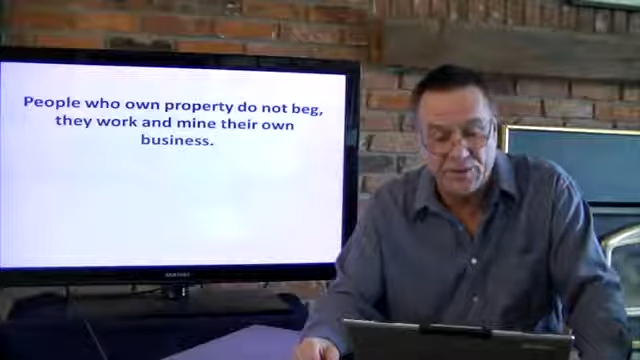 People who own property do not beg,
they work and mine their own
business.
SAMSUNG